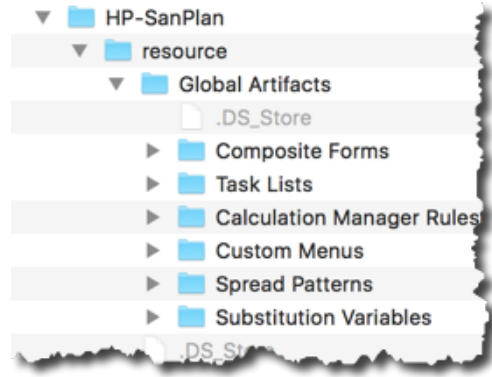 HP-SanPlan
resource
Global Artifacts
.DS_Store
Composite Forms
Task Lists
Calculation Manager Rules
Custom Menus
Spread Patterns
Substitution Variables